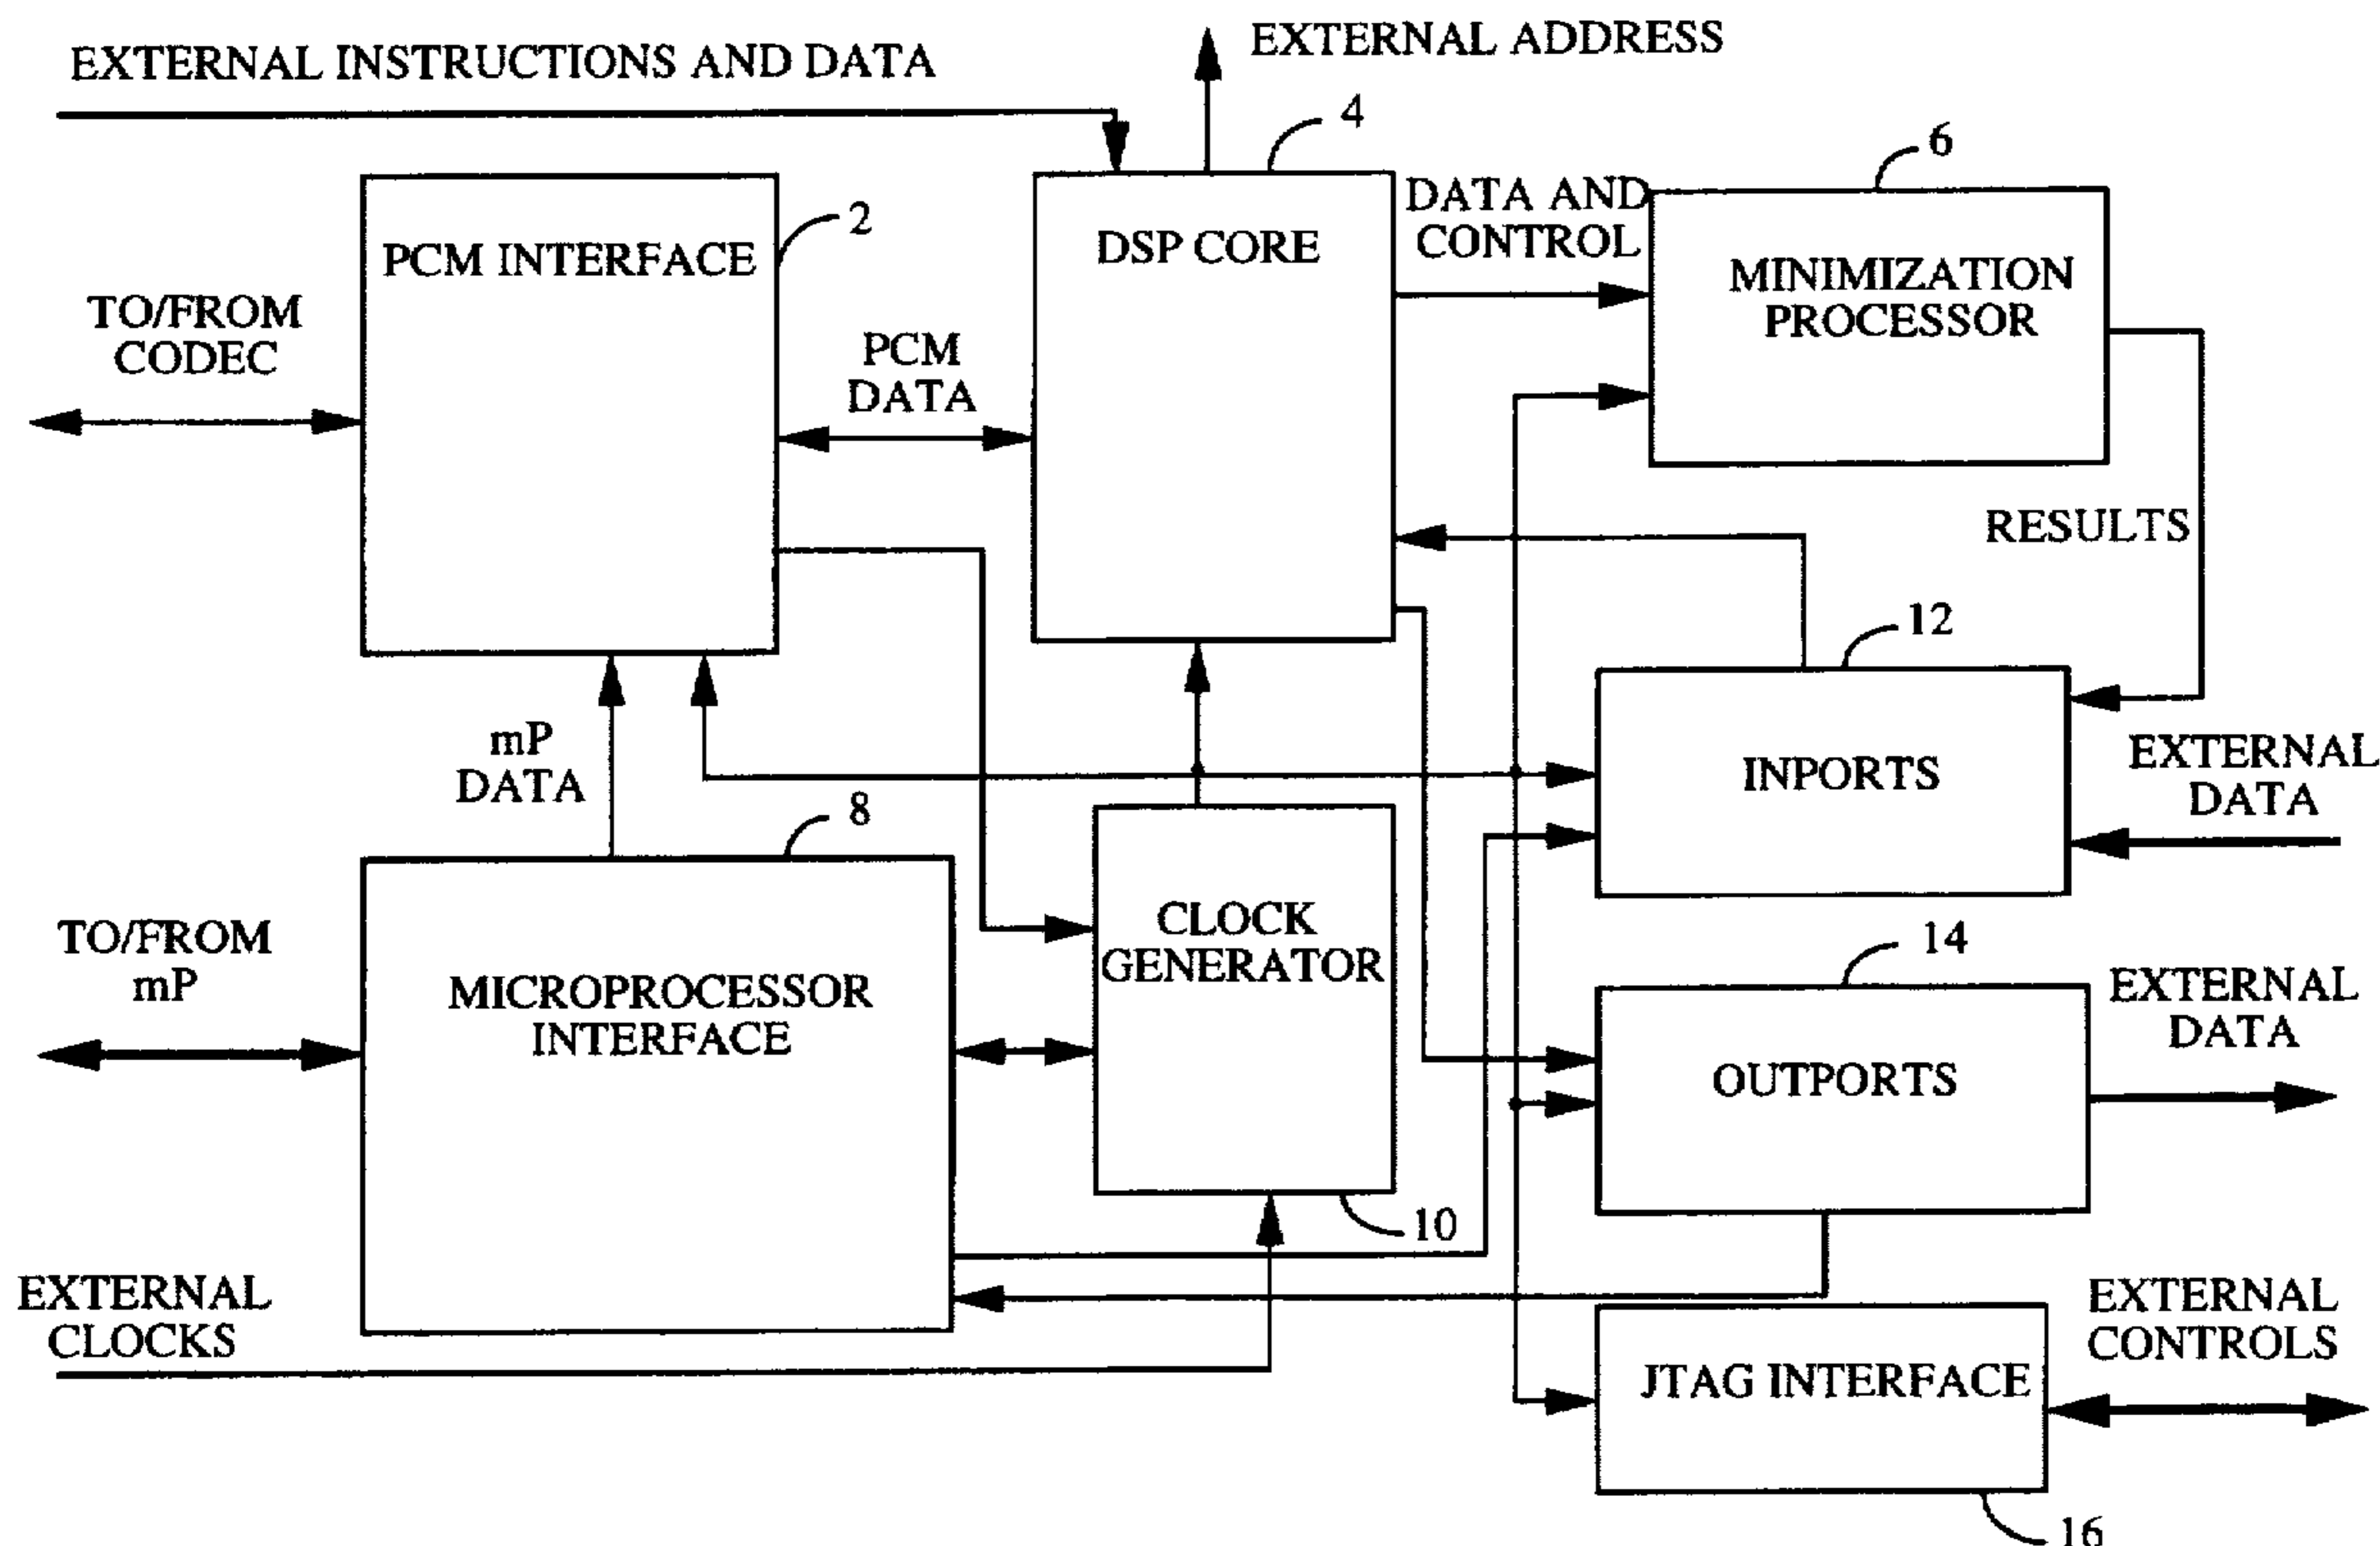 EXTERNAL INSTRUCTIONS AND DATA
EXTERNAL ADDRESS
4
6
2
PCM INTERFACE
DSP CORE
DATA AND
CONTROL
MINIMIZATION
PROCESSOR
TO/FROM
CODEC
PCM
DATA
RESULTS
12
mP
DATA
INPORTS
EXTERNAL
DATA
8
CLOCK
GENERATOR
14
TO/FROM
mP
MICROPROCESSOR
INTERFACE
EXTERNAL
DATA
OUTPORTS
10
EXTERNAL
CLOCKS
EXTERNAL
CONTROLS
JTAG INTERFACE
16